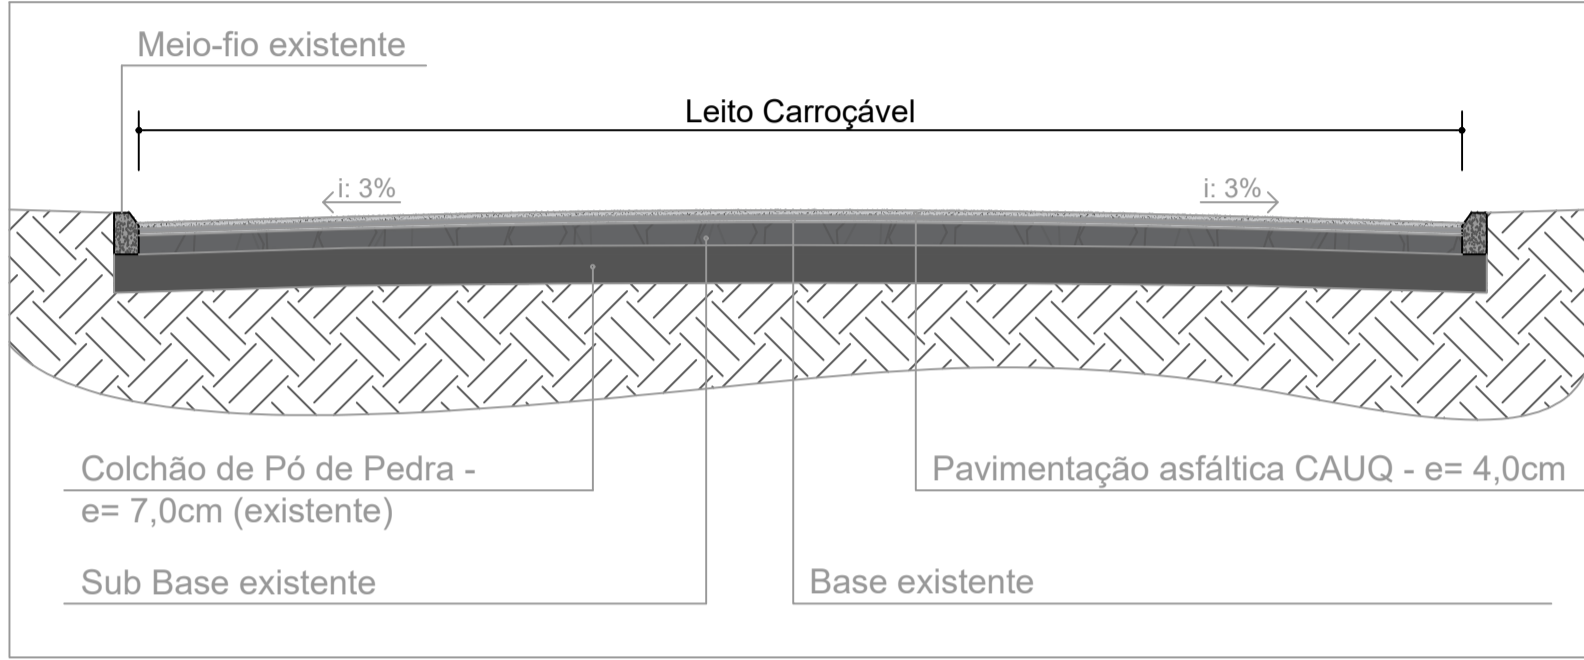 Meio-fio existente
Leito Carroçável
i: 3%
i: 3%
Colchão de Pó de Pedra -
e= 7,0cm (existente)
Pavimentação asfáltica CAUQ - e= 4,0cm
Sub Base existente
Base existente